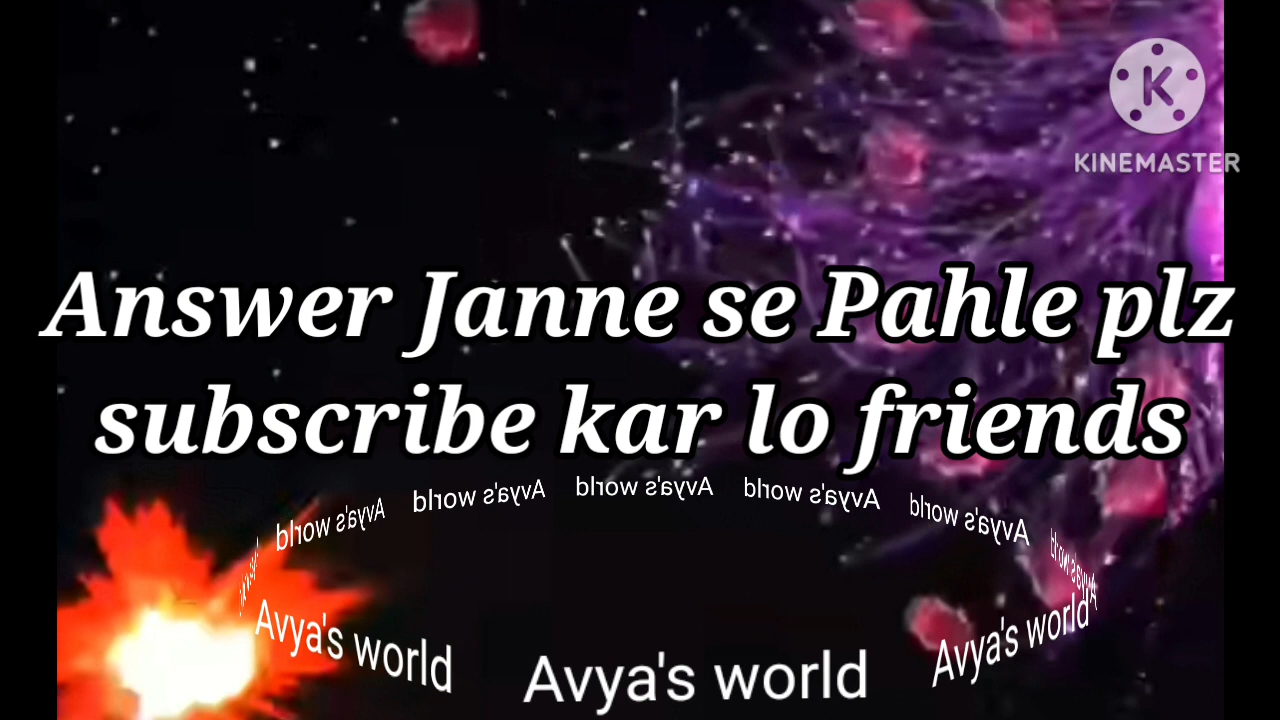 KINEMASTER
Answer Janne se Pahle plz
subscribe kar lo friends
Avya's world Avya's world Avya's world Avya's world Avya's world Avya's world
Avya's world Avya's world Avya's world